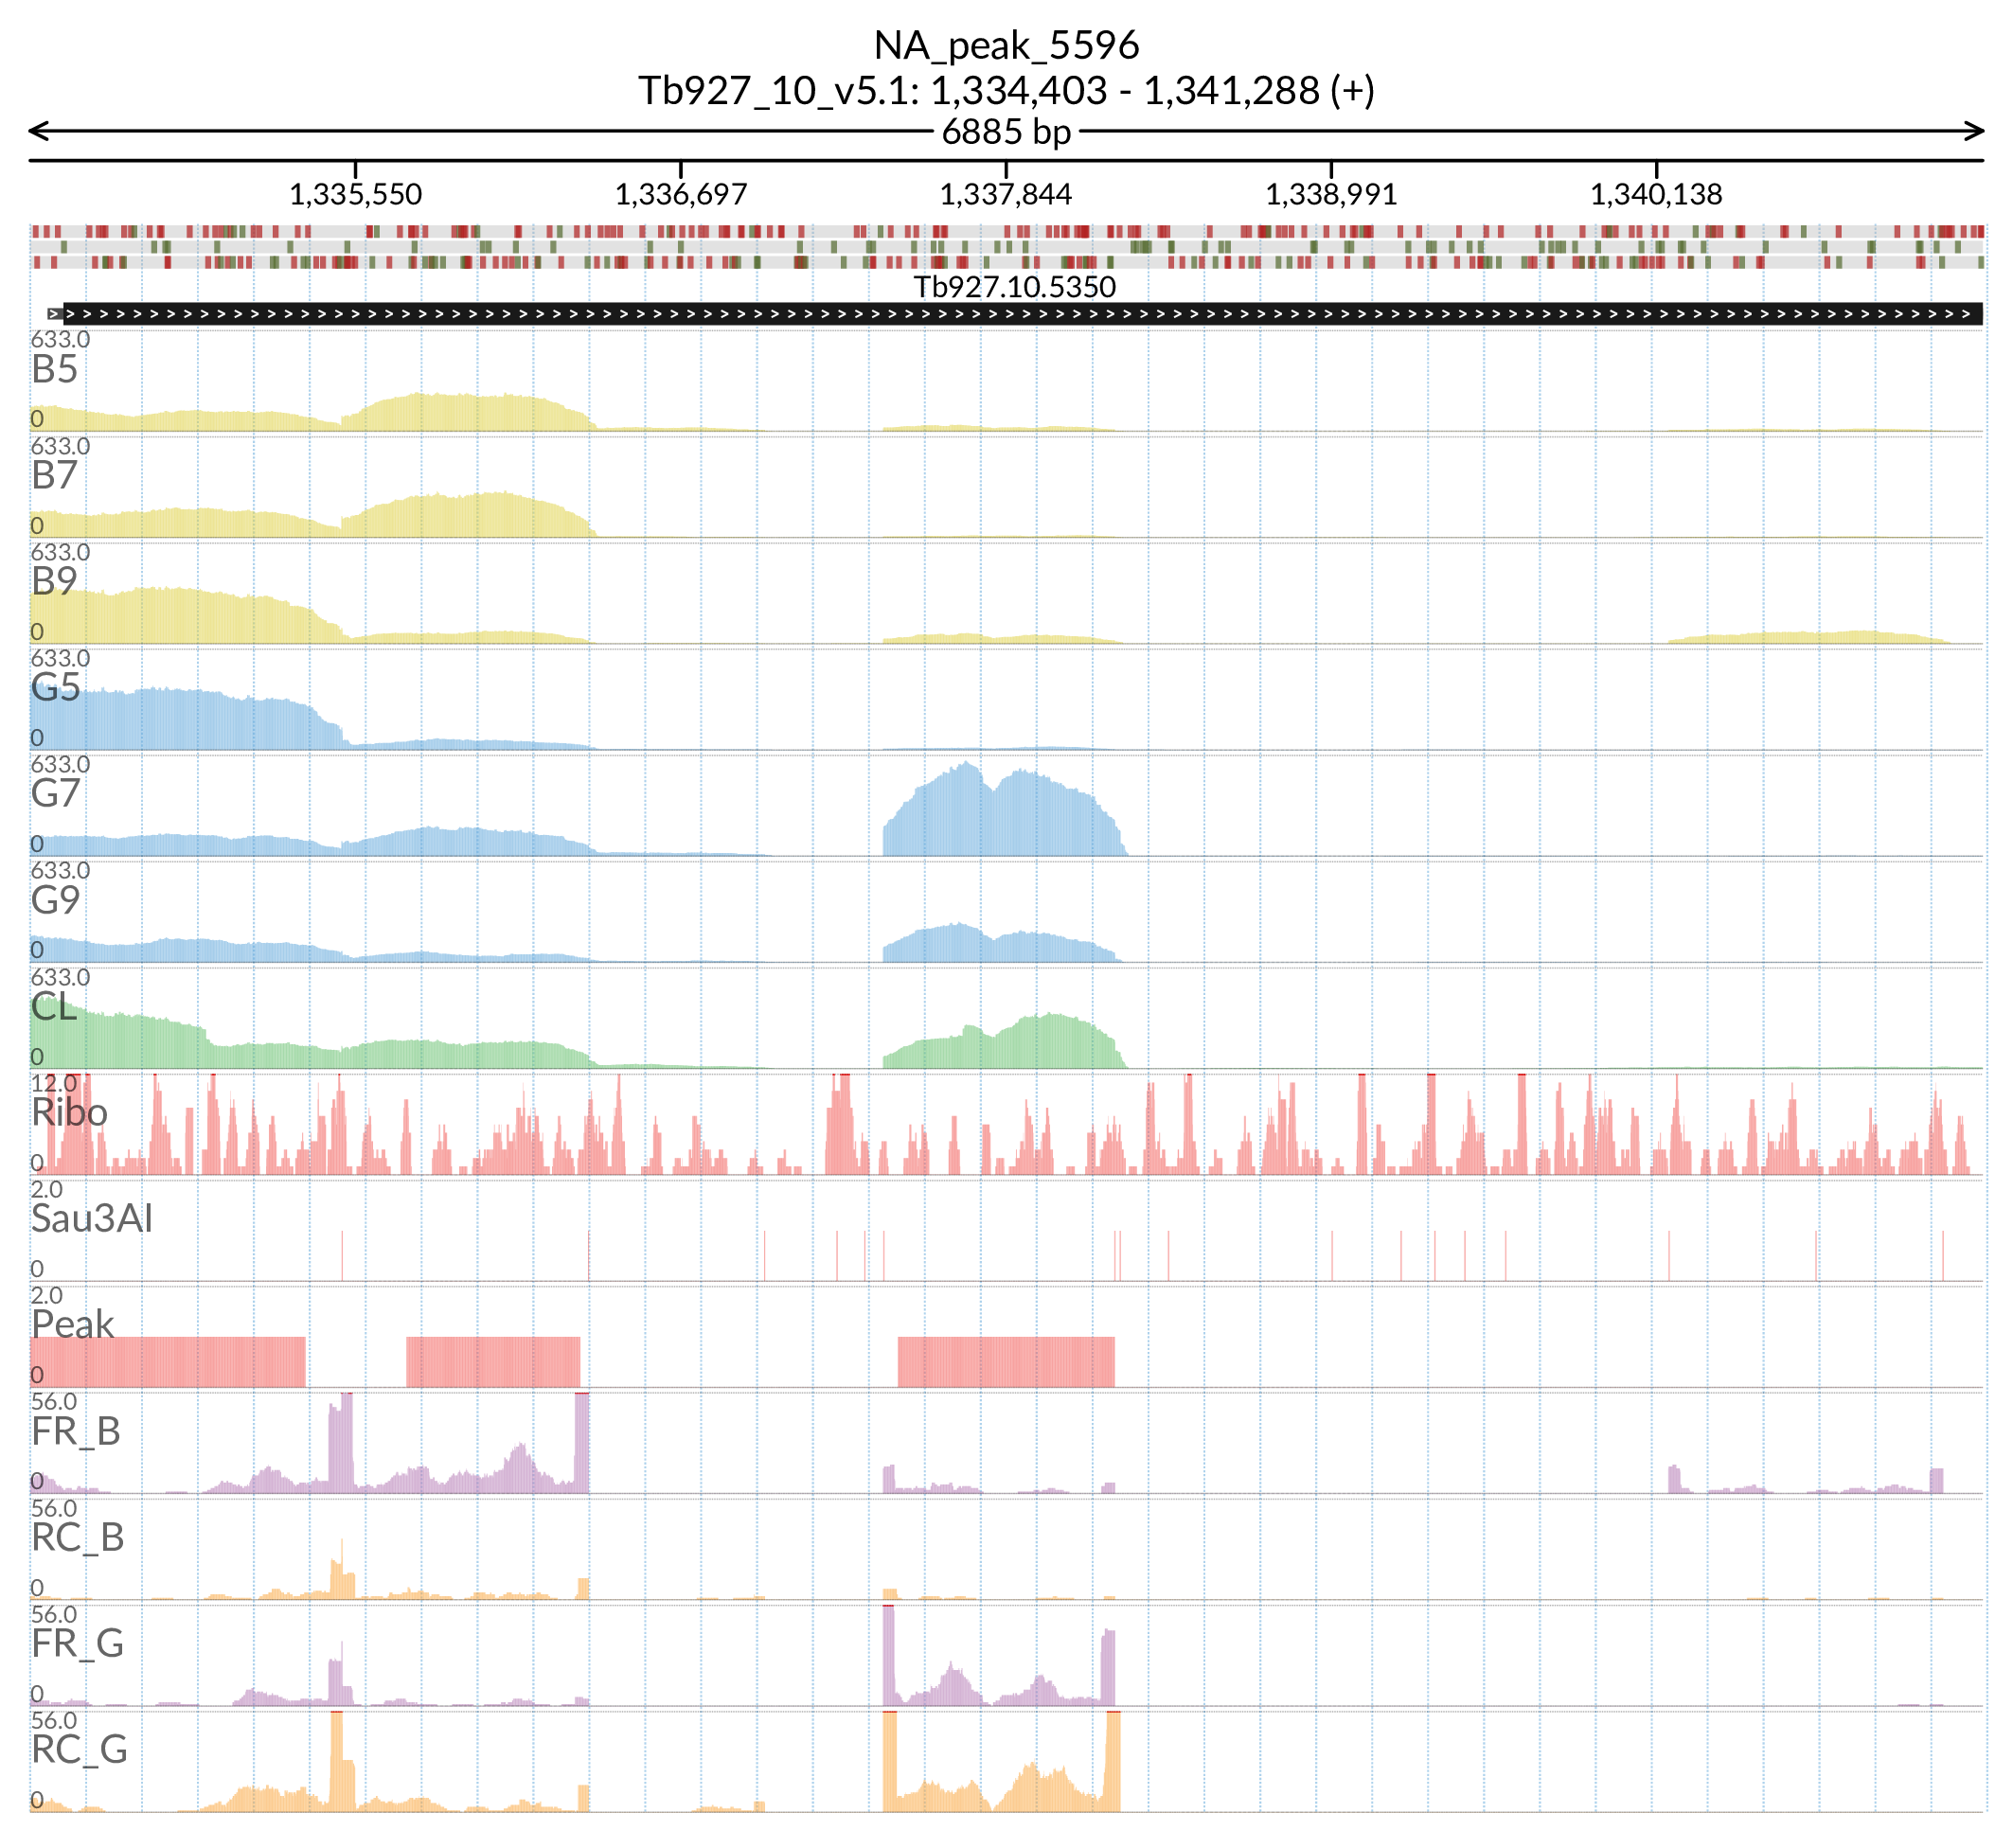 NA_peak_5596
Tb927_10_v5.1: 1,334,403 - 1,341,288 (+)
6885 bp
1,335,550 1,336,697 1,337,844 1,338,991 1,340,138
Tb927.10.5350
633.0
B5
0
633.0
B7
0
633.0
B9
0
633.0
G5
0
633.0
G7
0
633.0
G9
0
633.0
CL
0
12.0
Ribo
0
2.0
Sau3AI
0
2.0
Peak
0
56.0
FR_B
0
56.0
RC_B
0
56.0
FR_G
0
56.0
RC_G
0